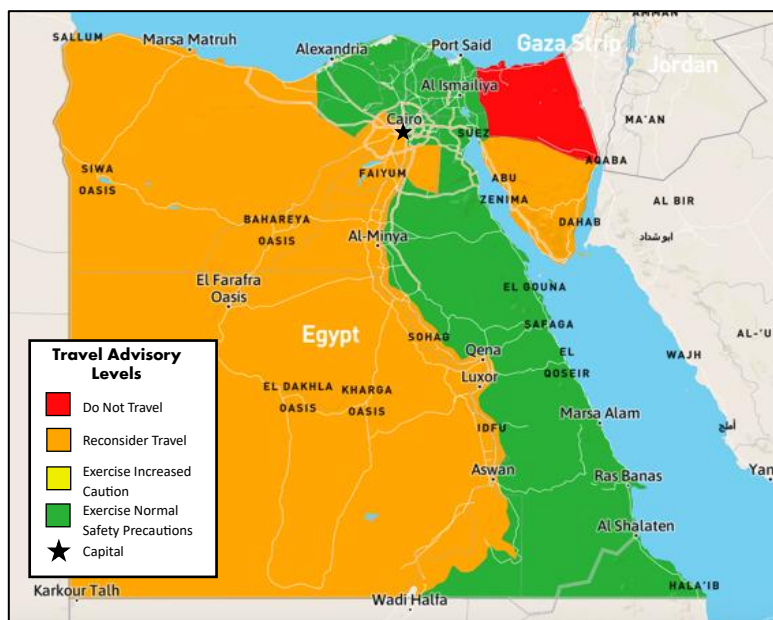 SALLUM
Marsa Matruh
Alexandria
Port Said
Gaza Strip
AMMAN
Jordan
Al Ismailiya
Cairo
SUEZ
MA'AN
SIWA
OASIS
FAIYUM
ABU
ZENIMA
AQABA
DAHAB
AL BIR
ابو شداد
BAHAREYA
OASIS
Al-Minya
El Farafra
Oasis
EL GOUNA
Egypt
SOHAG
SAFAGA
Qena
EL
QOSEIR
WAJH
AL-'U
Luxor
EL DAKHLA
OASIS
KHARGA
OASIS
IDFU
Marsa Alam
أملج
Aswan
Ras Banas
Yan
Al Shalaten
HALA'IB
Karkour Talh
Wadi Halfa
Travel Advisory
Levels
Do Not Travel
Reconsider Travel
Exercise Increased
Caution
Exercise Normal
Safety Precautions
Capital